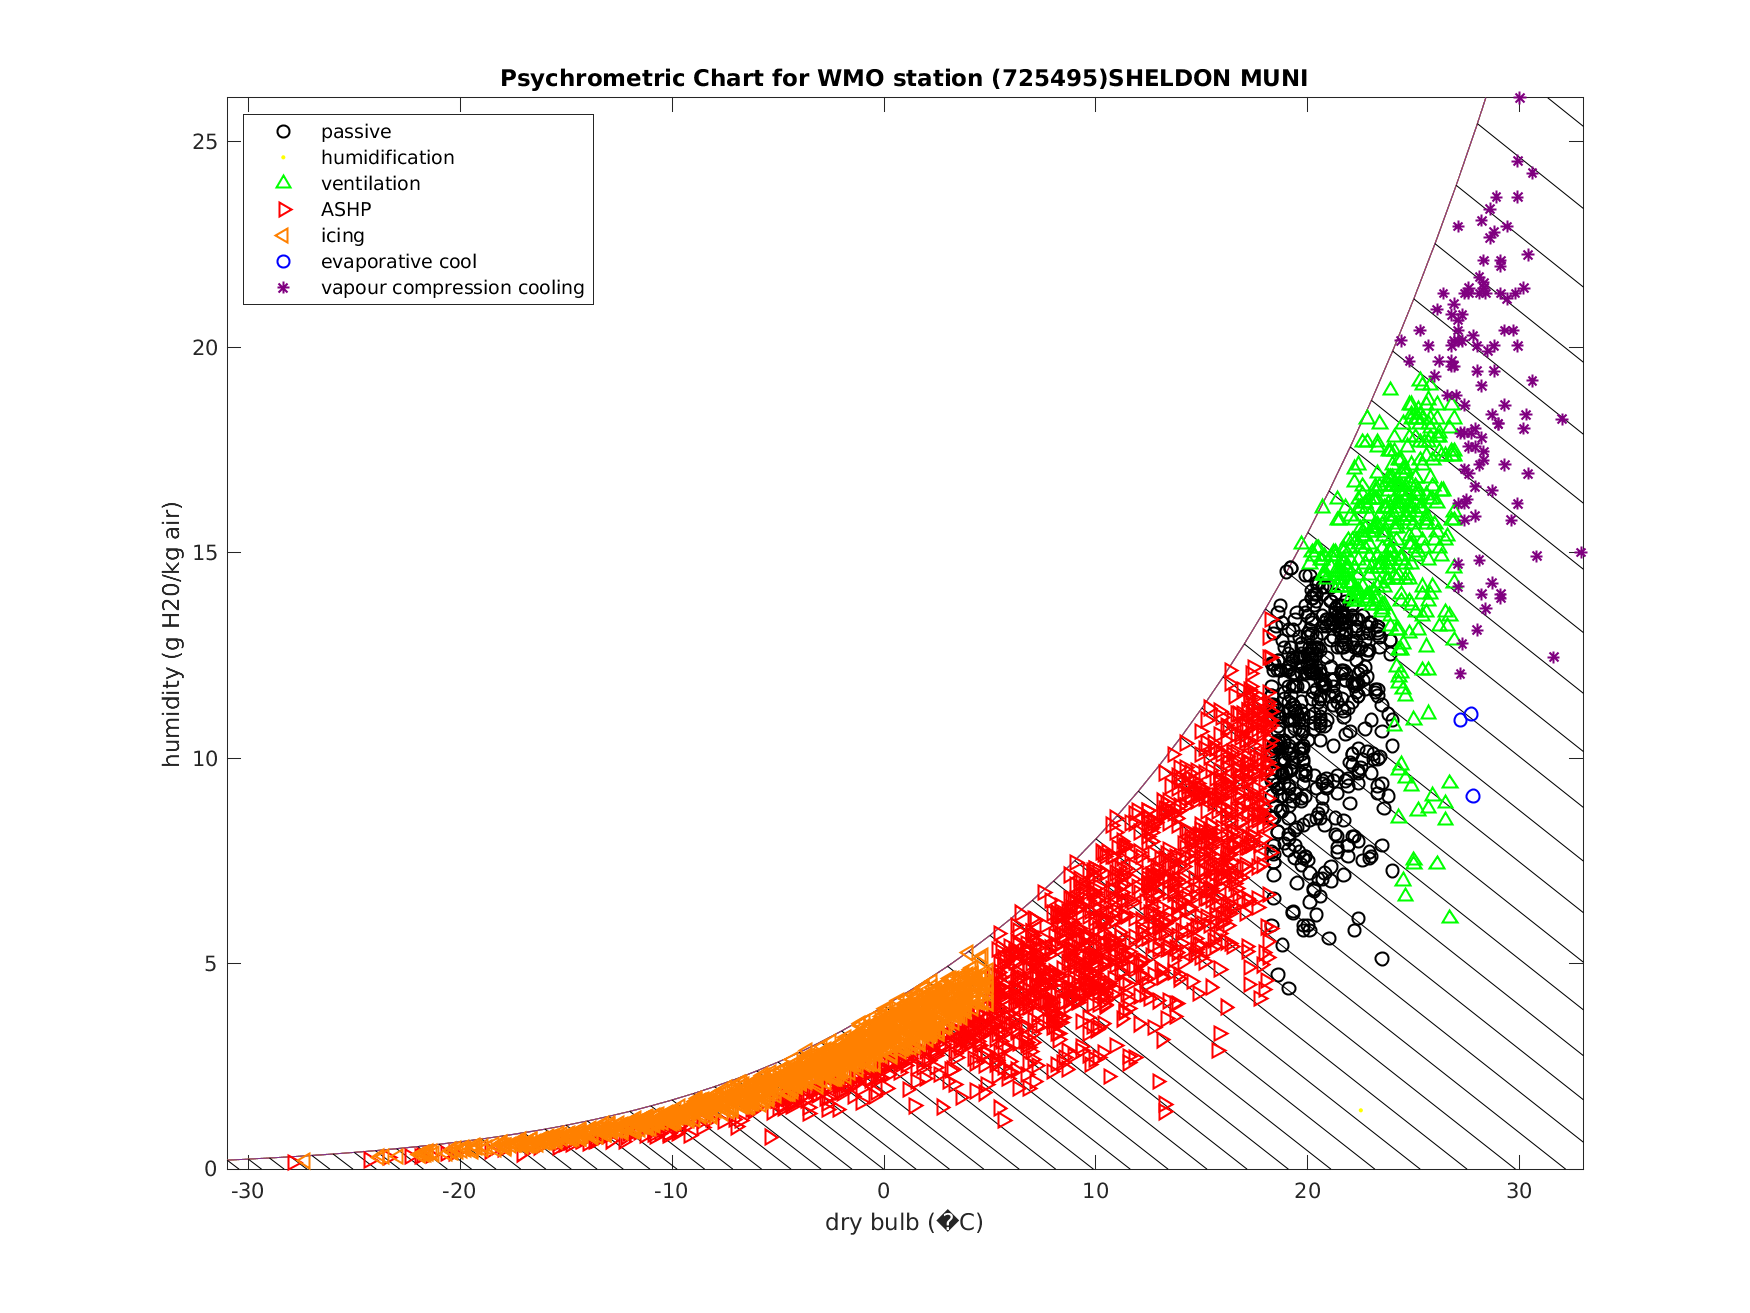 Psychrometric Chart for WMO station (725495)SHELDON MUNI
passive
humidification
ventilation
ASHP
icing
evaporative cool
vapour compression cooling
humidity (g H20/kg air)
25
20
15
10
5
0
-30
-20
-10
0
10
20
30
dry bulb (�C)